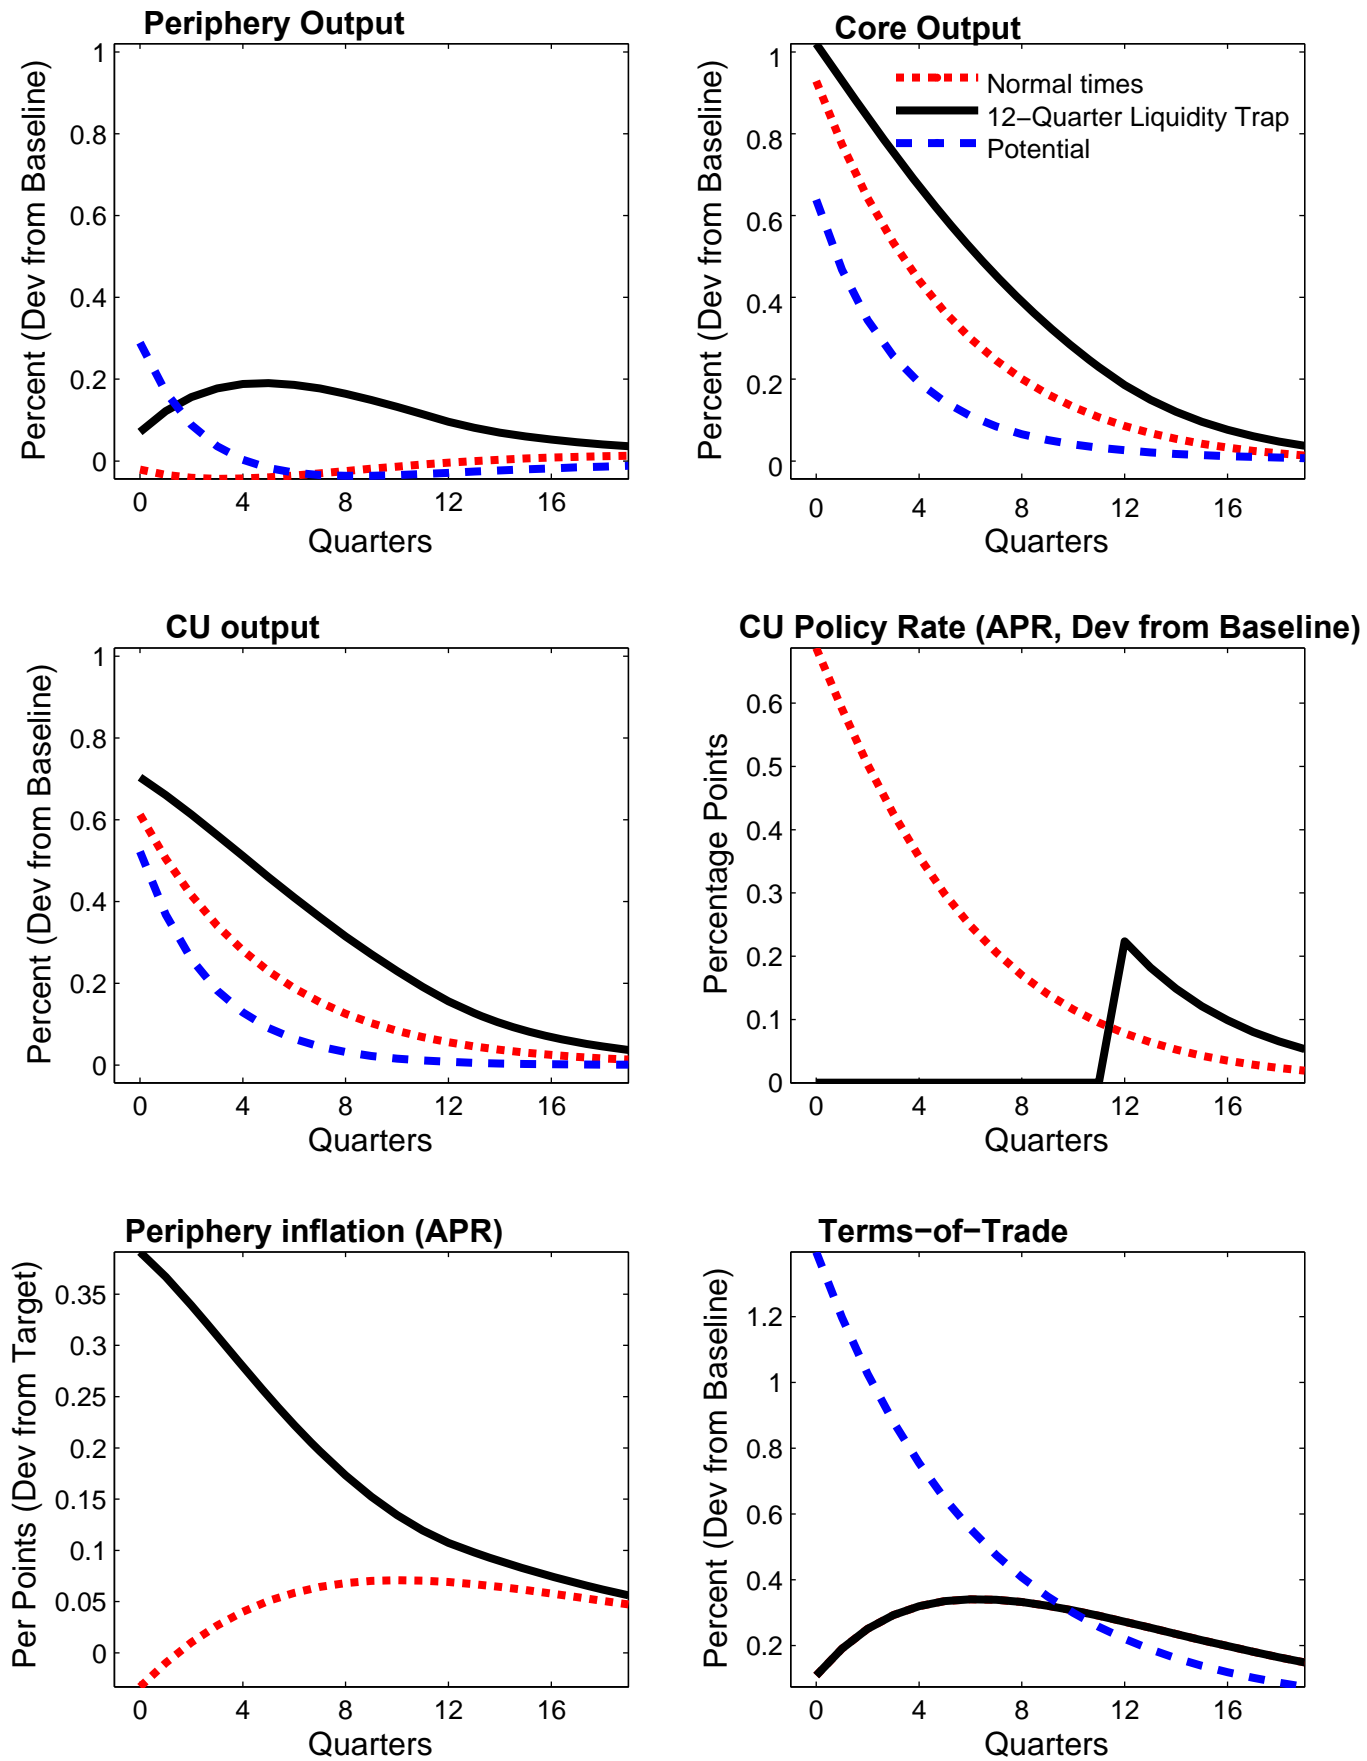 Periphery Output
Percent (Dev from Baseline)
1
0.8
0.6
0.4
0.2
0
0 4 8 12 16
Quarters
Core Output
Normal times
12−Quarter Liquidity Trap
Potential
Percent (Dev from Baseline)
1
0.8
0.6
0.4
0.2
0
0 4 8 12 16
Quarters
CU output
Percent (Dev from Baseline)
1
0.8
0.6
0.4
0.2
0
0 4 8 12 16
Quarters
CU Policy Rate (APR, Dev from Baseline)
Percentage Points
0.6
0.5
0.4
0.3
0.2
0.1
0
0 4 8 12 16
Quarters
Periphery inflation (APR)
Per Points (Dev from Target)
0.35
0.3
0.25
0.2
0.15
0.1
0.05
0
0 4 8 12 16
Quarters
Terms−of−Trade
Percent (Dev from Baseline)
1.2
1
0.8
0.6
0.4
0.2
0 4 8 12 16
Quarters